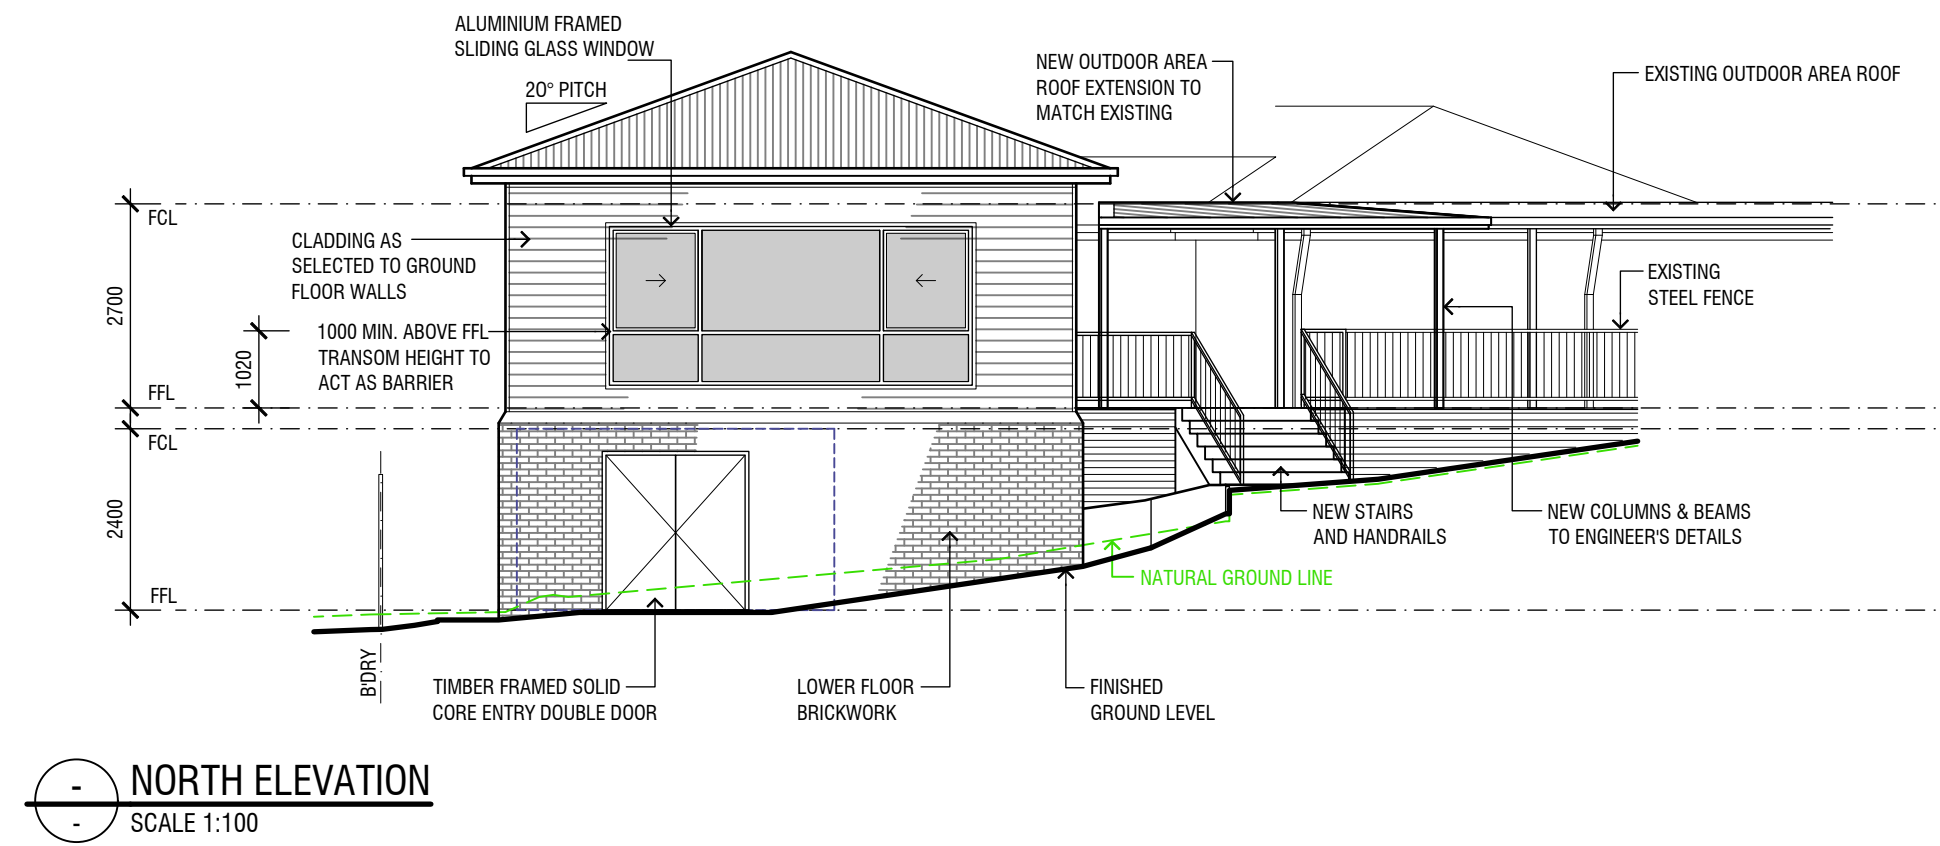 ALUMINIUM FRAMED
SLIDING GLASS WINDOW
20° PITCH
NEW OUTDOOR AREA
ROOF EXTENSION TO
MATCH EXISTING
EXISTING OUTDOOR AREA ROOF
FCL
CLADDING AS
SELECTED TO GROUND
FLOOR WALLS
EXISTING
STEEL FENCE
2700
1020
1000 MIN. ABOVE FFL
TRANSOM HEIGHT TO
ACT AS BARRIER
FFL
FCL
2400
NEW STAIRS
AND HANDRAILS
NEW COLUMNS & BEAMS
TO ENGINEER'S DETAILS
NATURAL GROUND LINE
FFL
B'DRY
TIMBER FRAMED SOLID
CORE ENTRY DOUBLE DOOR
LOWER FLOOR
BRICKWORK
FINISHED
GROUND LEVEL
-
NORTH ELEVATION
-
SCALE 1:100